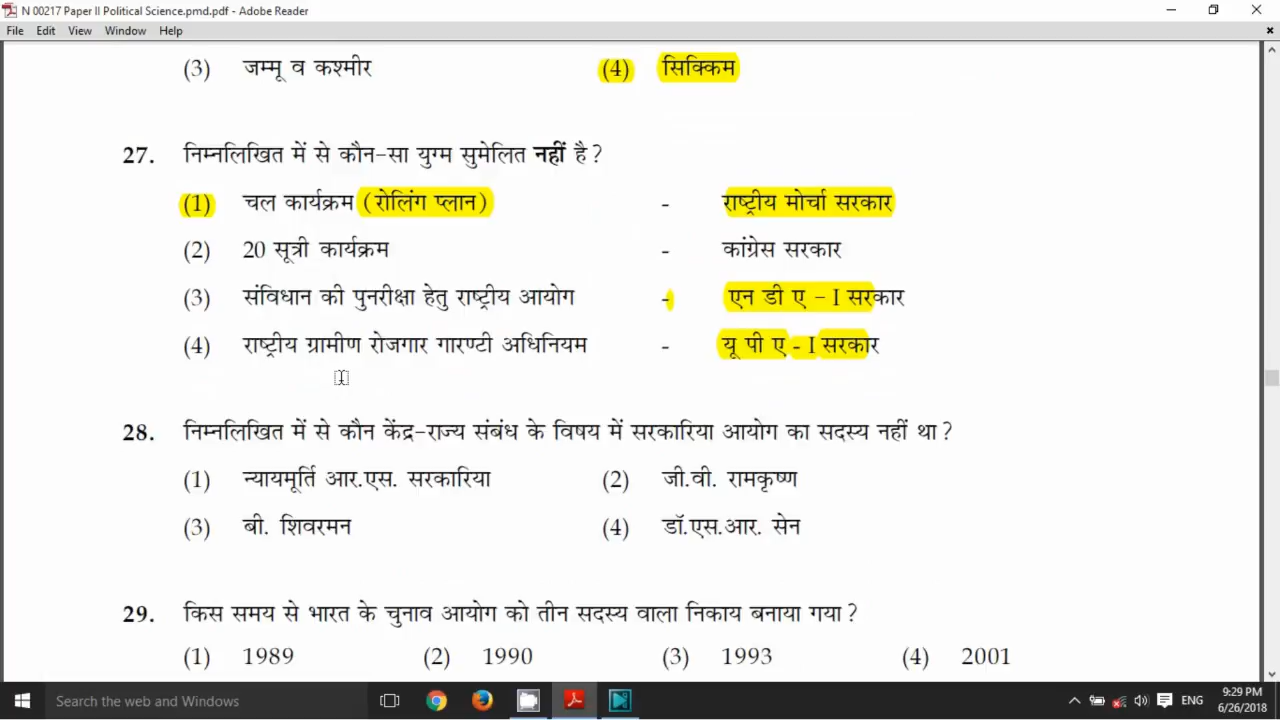 N 00217 Paper II Political Science.pmd.pdf - Adobe Reader
File Edit View Window Help
(3) जम्मू व कश्मीर (4) सिक्किम
27. निम्नलिखित में से कौन-सा युग्म सुमेलित नहीं है ?
(1) चल कार्यक्रम (रोलिंग प्लान) - राष्ट्रीय मोर्चा सरकार
(2) 20 सूत्री कार्यक्रम - कांग्रेस सरकार
(3) संविधान की पुनरीक्षा हेतु राष्ट्रीय आयोग - एन डी ए - I सरकार
(4) राष्ट्रीय ग्रामीण रोजगार गारण्टी अधिनियम - यू पी ए - I सरकार
28. निम्नलिखित में से कौन केंद्र-राज्य संबंध के विषय में सरकारिया आयोग का सदस्य नहीं था ?
(1) न्यायमूर्ति आर.एस. सरकारिया (2) जी.वी. रामकृष्ण
(3) बी. शिवरमन (4) डॉ.एस.आर. सेन
29. किस समय से भारत के चुनाव आयोग को तीन सदस्य वाला निकाय बनाया गया ?
(1) 1989 (2) 1990 (3) 1993 (4) 2001
Search the web and Windows
ENG
9:29 PM
6/26/2018